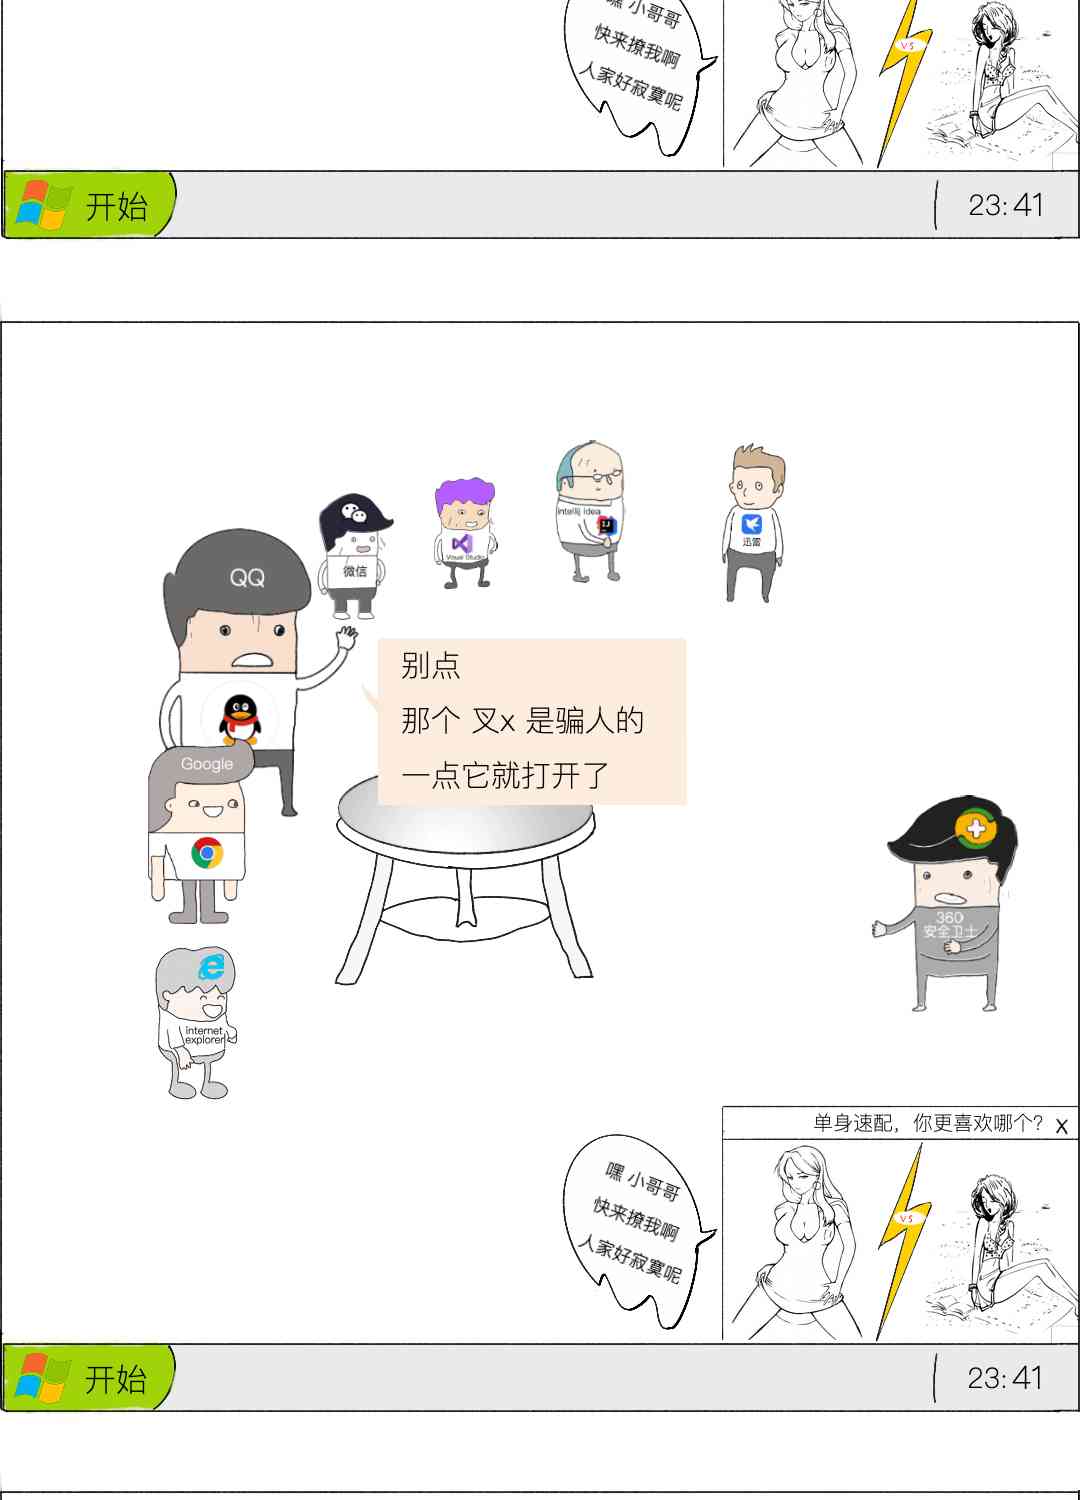 嘿 小哥哥
快来撩我啊
人家好寂寞呢
VS
开始
23:41
QQ
微信
Visual Studio
intellij idea
IJ
迅雷
别点
那个 叉x 是骗人的
一点它就打开了
Google
360
安全卫士
internet
explorer
单身速配，你更喜欢哪个？ x
嘿 小哥哥
快来撩我啊
人家好寂寞呢
VS
开始
23:41